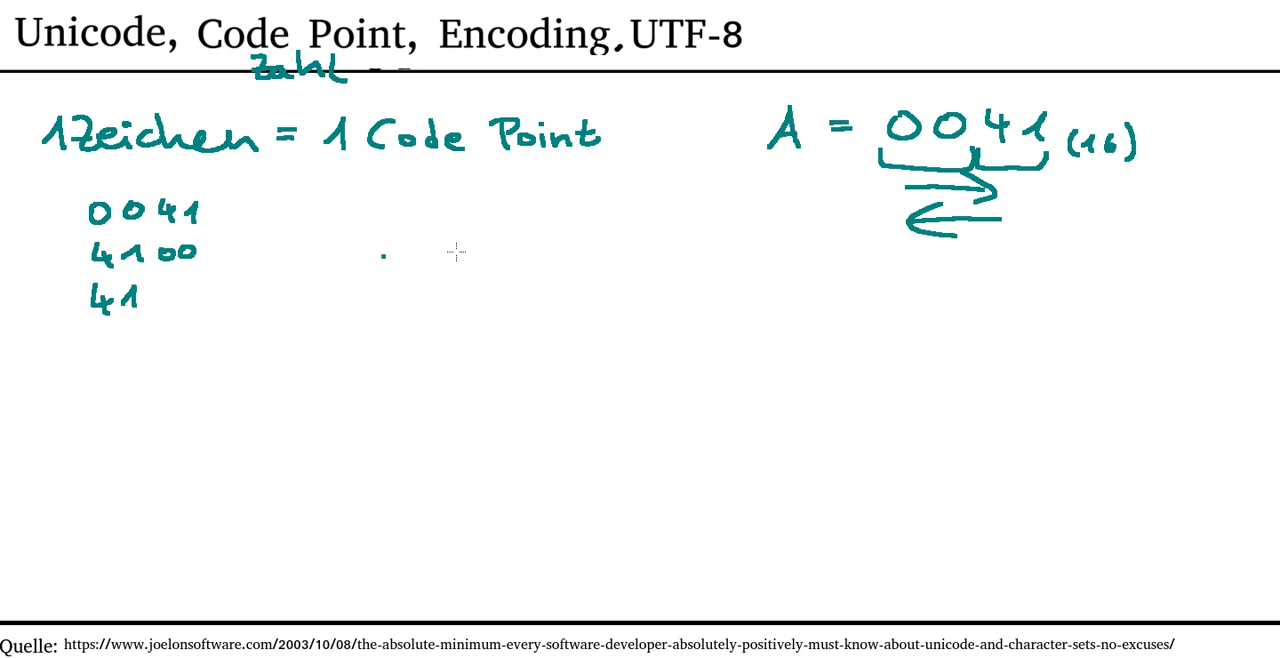 Unicode, Code Point, Encoding, UTF-8
Zahl
1 Zeichen = 1 Code Point
A = 0041 (16)
0041
4100
41
Quelle: https://www.joelonsoftware.com/2003/10/08/the-absolute-minimum-every-software-developer-absolutely-positively-must-know-about-unicode-and-character-sets-no-excuses/